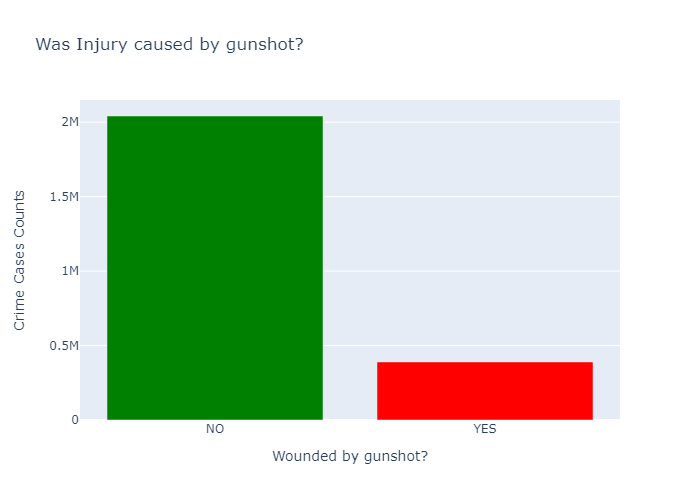 Was Injury caused by gunshot?
2M
1.5M
1M
0.5M
0
Crime Cases Counts
NO
YES
Wounded by gunshot?